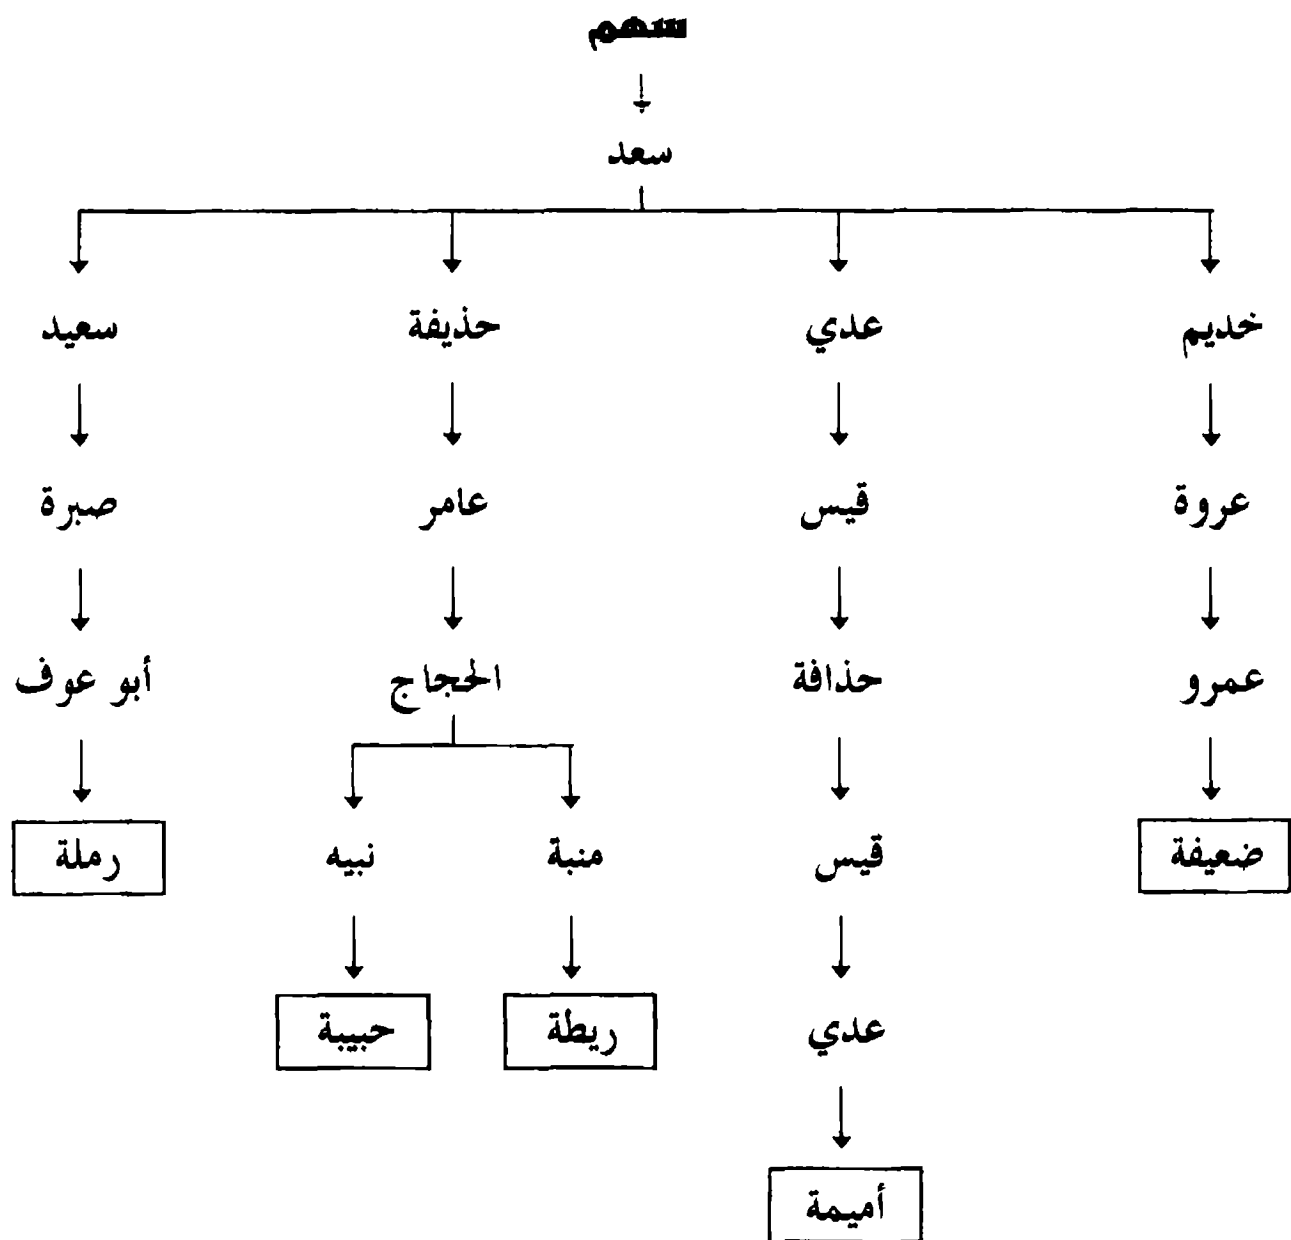 سهم
سعد
خديم عدي حذيفة سعيد
عروة قيس عامر صبرة
عمرو حذافة الحجاج أبو عوف
ضعيفة قيس منبة نبيه رملة
عدي ريطة حبيبة
أميمة